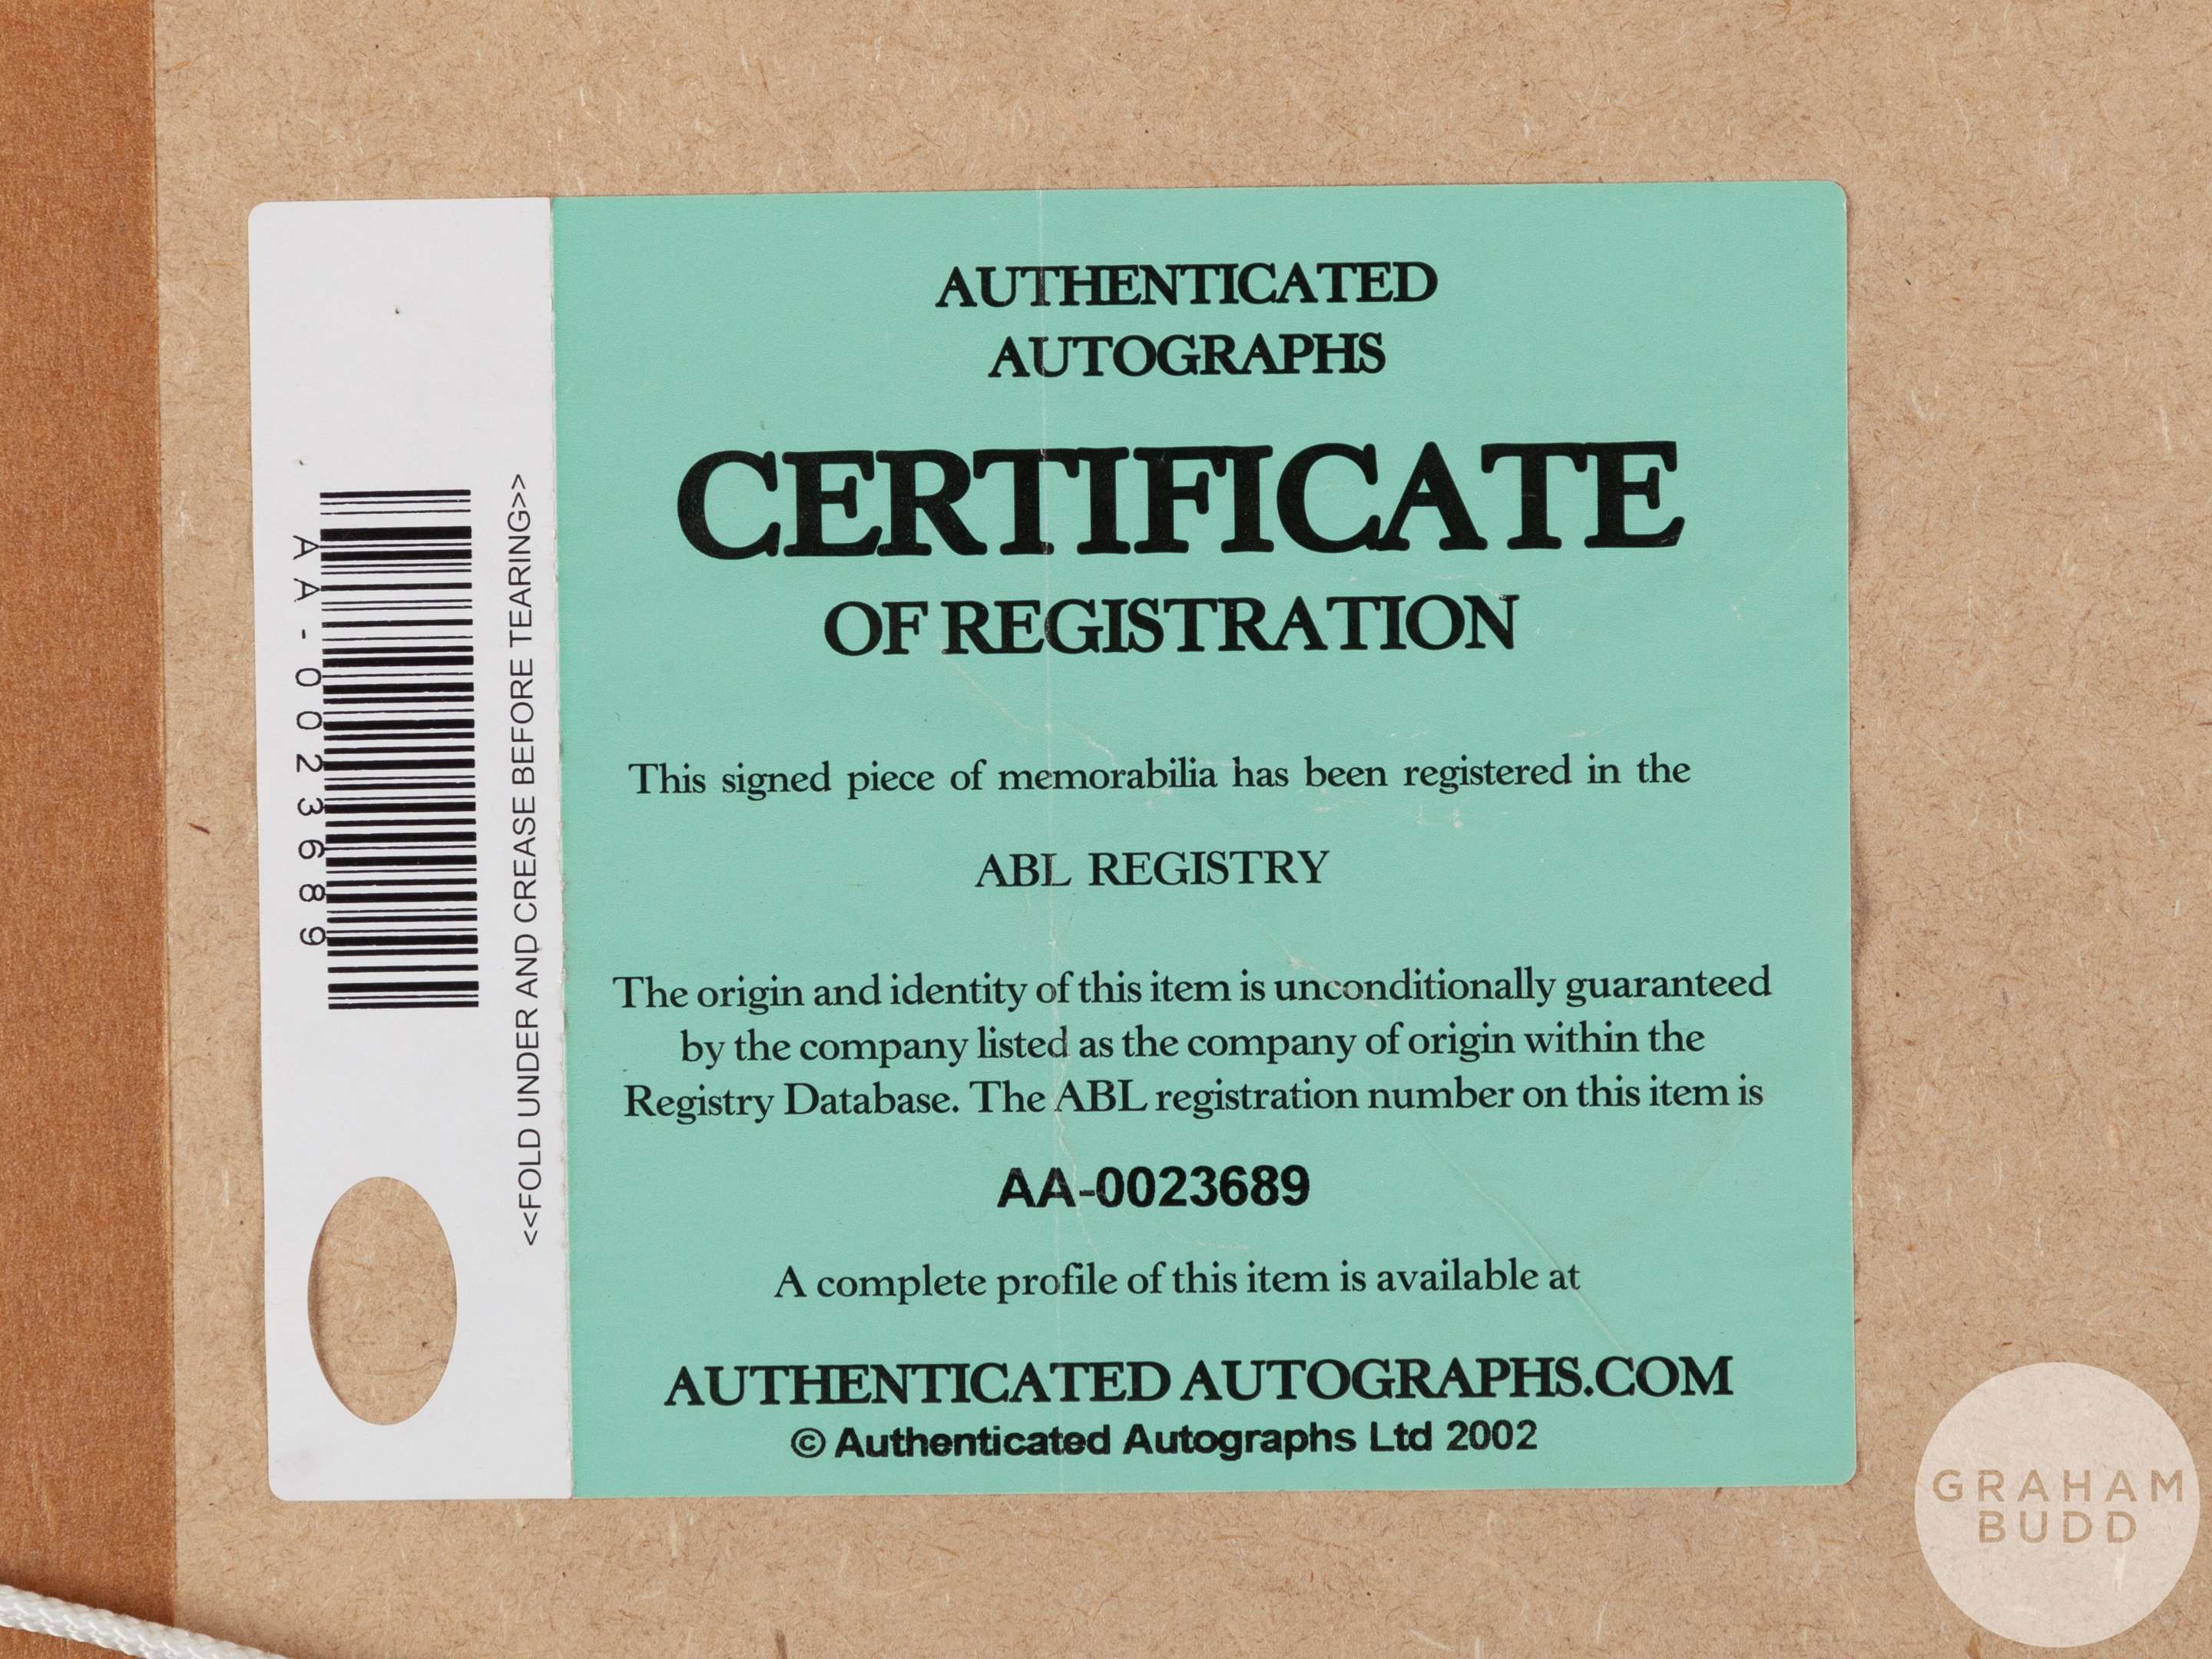 AUTHENTICATED
AUTOGRAPHS
CERTIFICATE
OF REGISTRATION
This signed piece of memorabilia has been registered in the
ABL REGISTRY
The origin and identity of this item is unconditionally guaranteed
by the company listed as the company of origin within the
Registry Database. The ABL registration number on this item is
AA-0023689
A complete profile of this item is available at
AUTHENTICATED AUTOGRAPHS.COM
© Authenticated Autographs Ltd 2002
AA-0023689
<<FOLD UNDER AND CREASE BEFORE TEARING>>
GRAHAM
BUDD